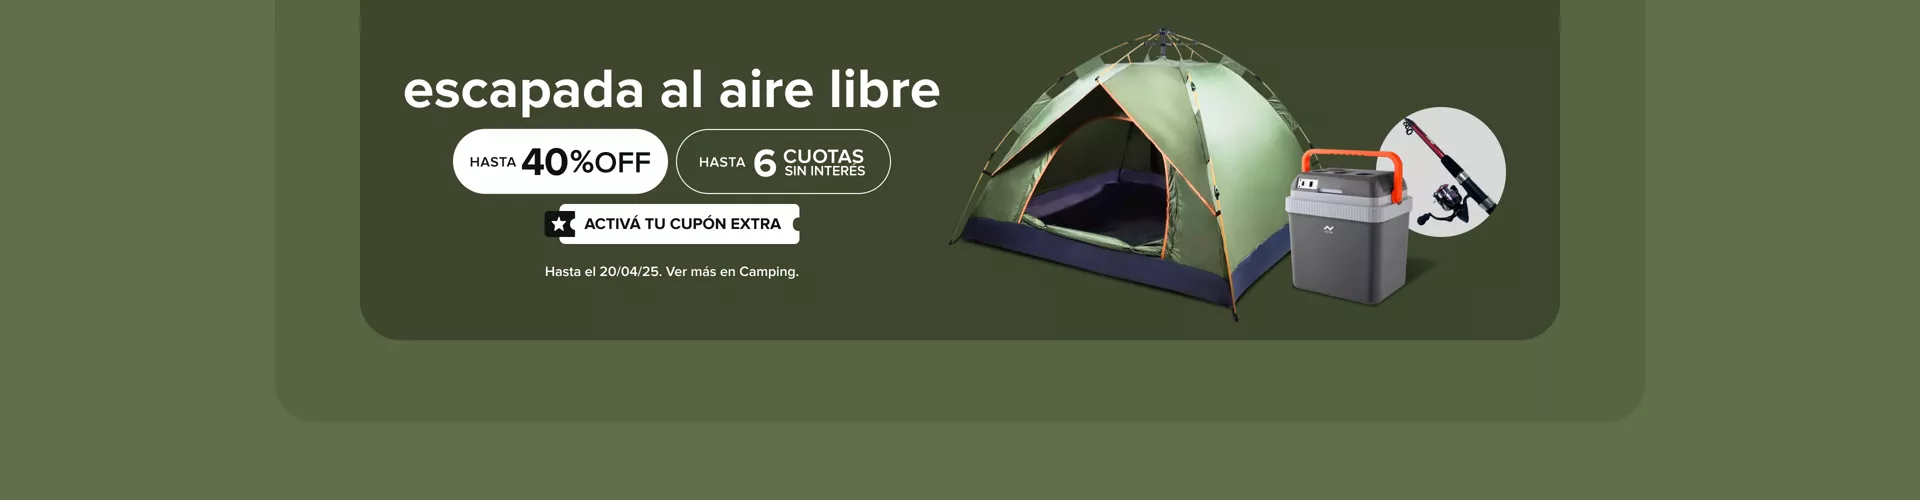 escapada al aire libre
HASTA 40%OFF
HASTA 6 CUOTAS SIN INTERÉS
ACTIVÁ TU CUPÓN EXTRA
Hasta el 20/04/25. Ver más en Camping.